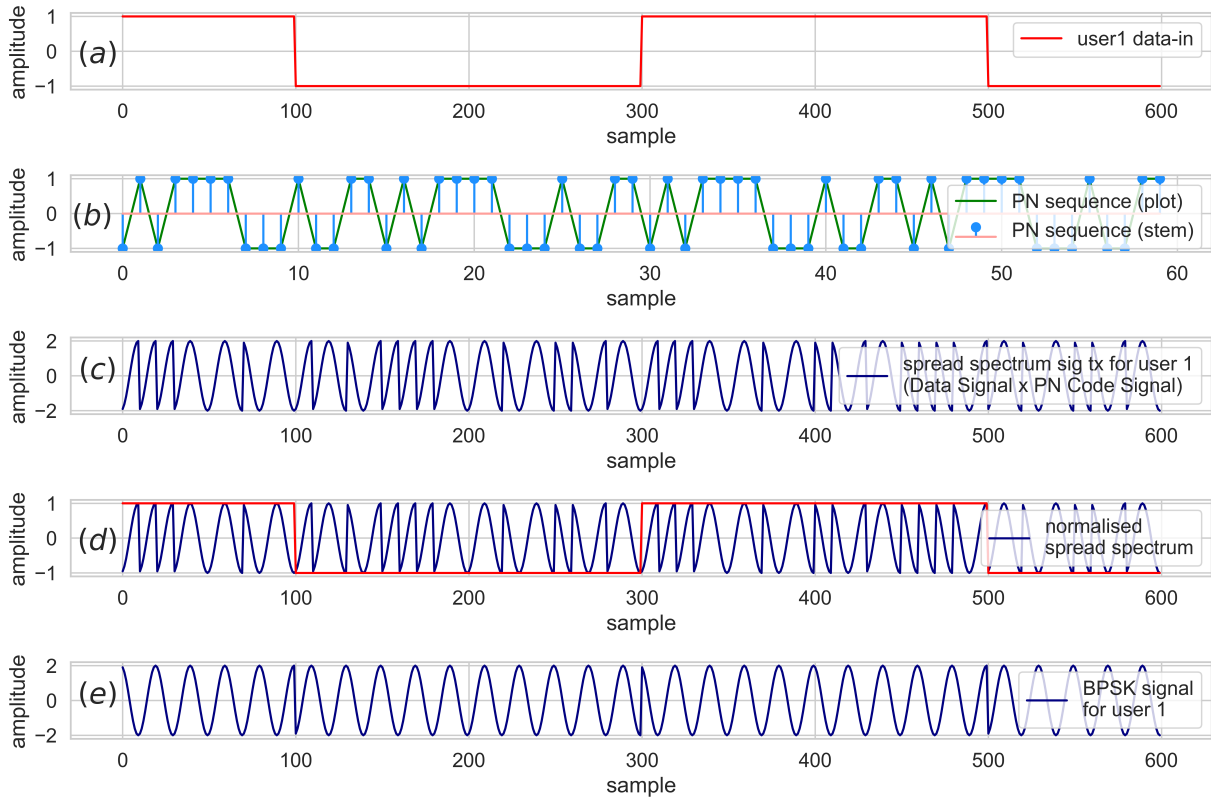 amplitude
1
0
−1
(a)
user1 data-in
0 100 200 300 400 500 600
sample
amplitude
1
0
−1
(b)
PN sequence (plot)
PN sequence (stem)
0 10 20 30 40 50 60
sample
amplitude
2
0
−2
(c)
spread spectrum sig tx for user 1
(Data Signal x PN Code Signal)
0 100 200 300 400 500 600
sample
amplitude
1
0
−1
(d)
normalised
spread spectrum
0 100 200 300 400 500 600
sample
amplitude
2
0
−2
(e)
BPSK signal
for user 1
0 100 200 300 400 500 600
sample